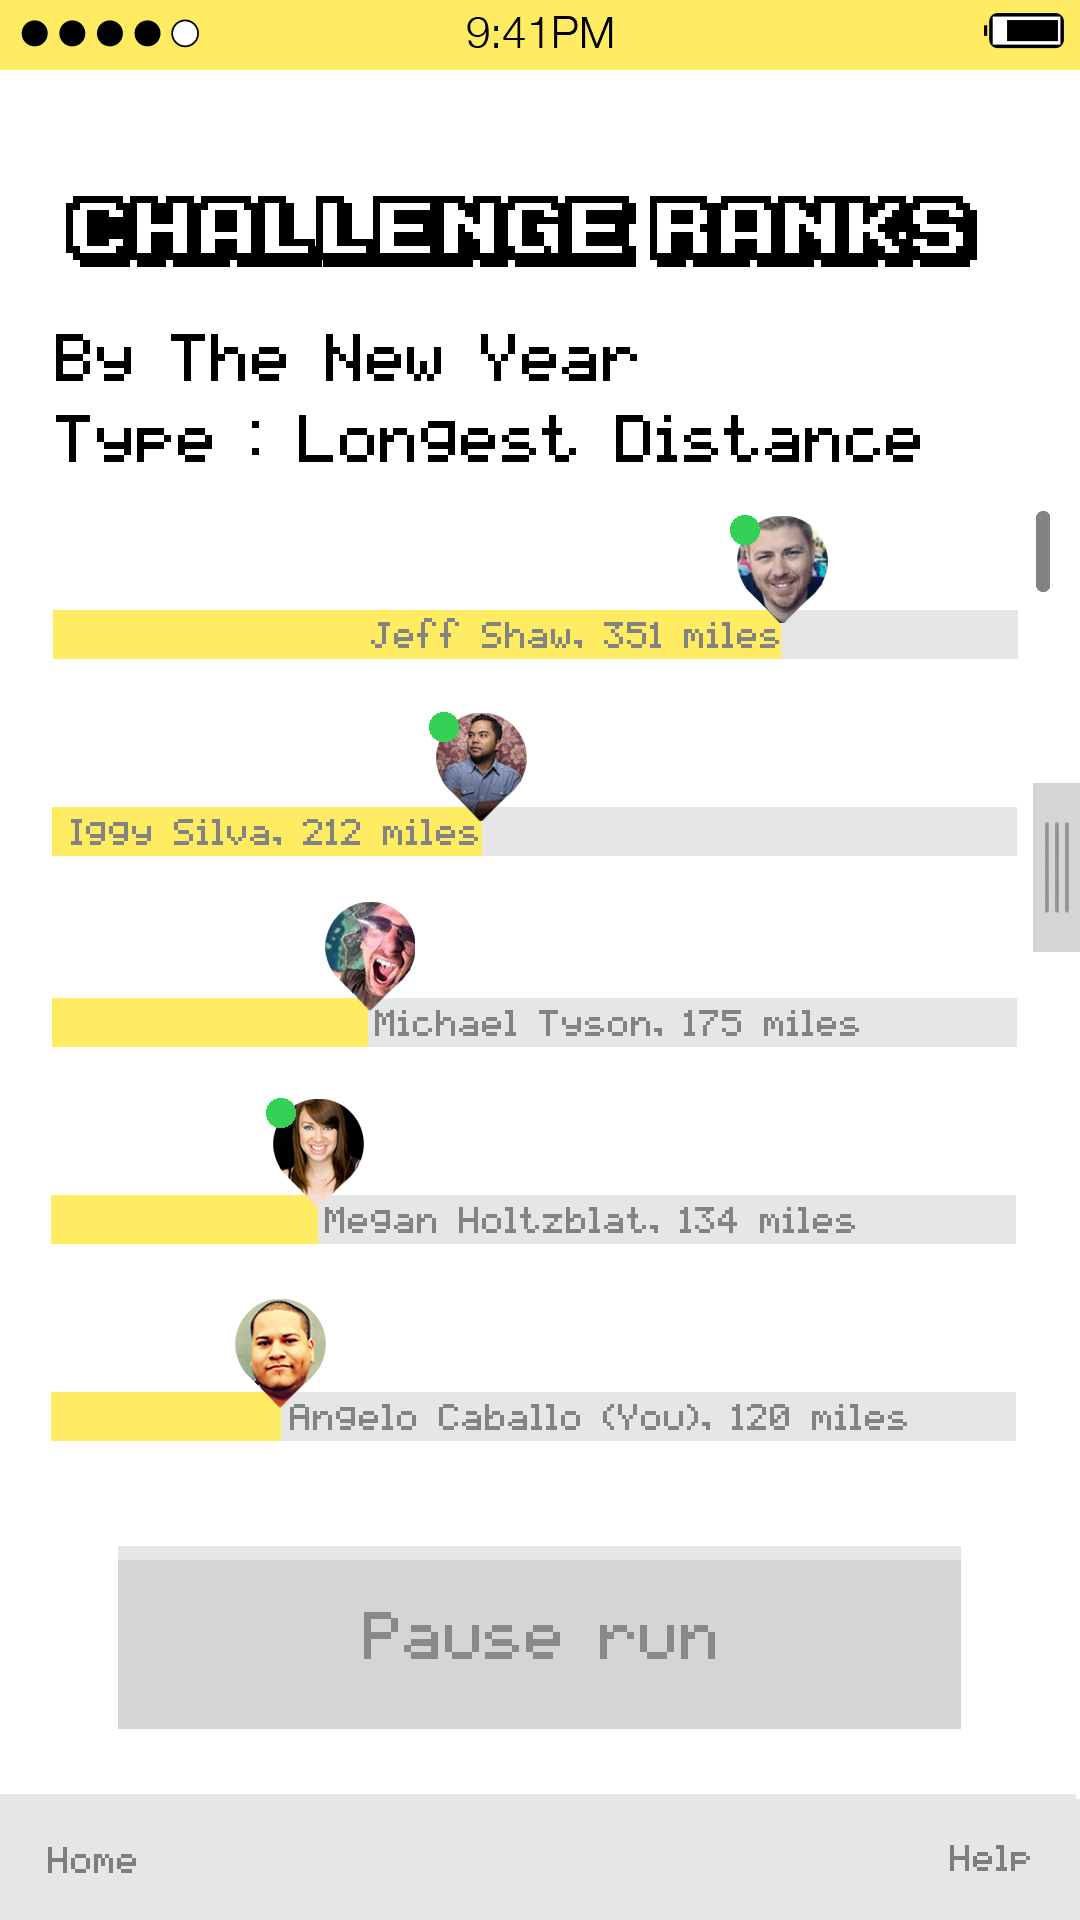 9:41PM
CHALLENGE RANKS
By The New Year
Type : Longest Distance
Jeff Shaw, 351 miles
Iggy Silva, 212 miles
Michael Tyson, 175 miles
Megan Holtzblat, 134 miles
Angelo Caballo (You), 120 miles
Pause run
Home
Help